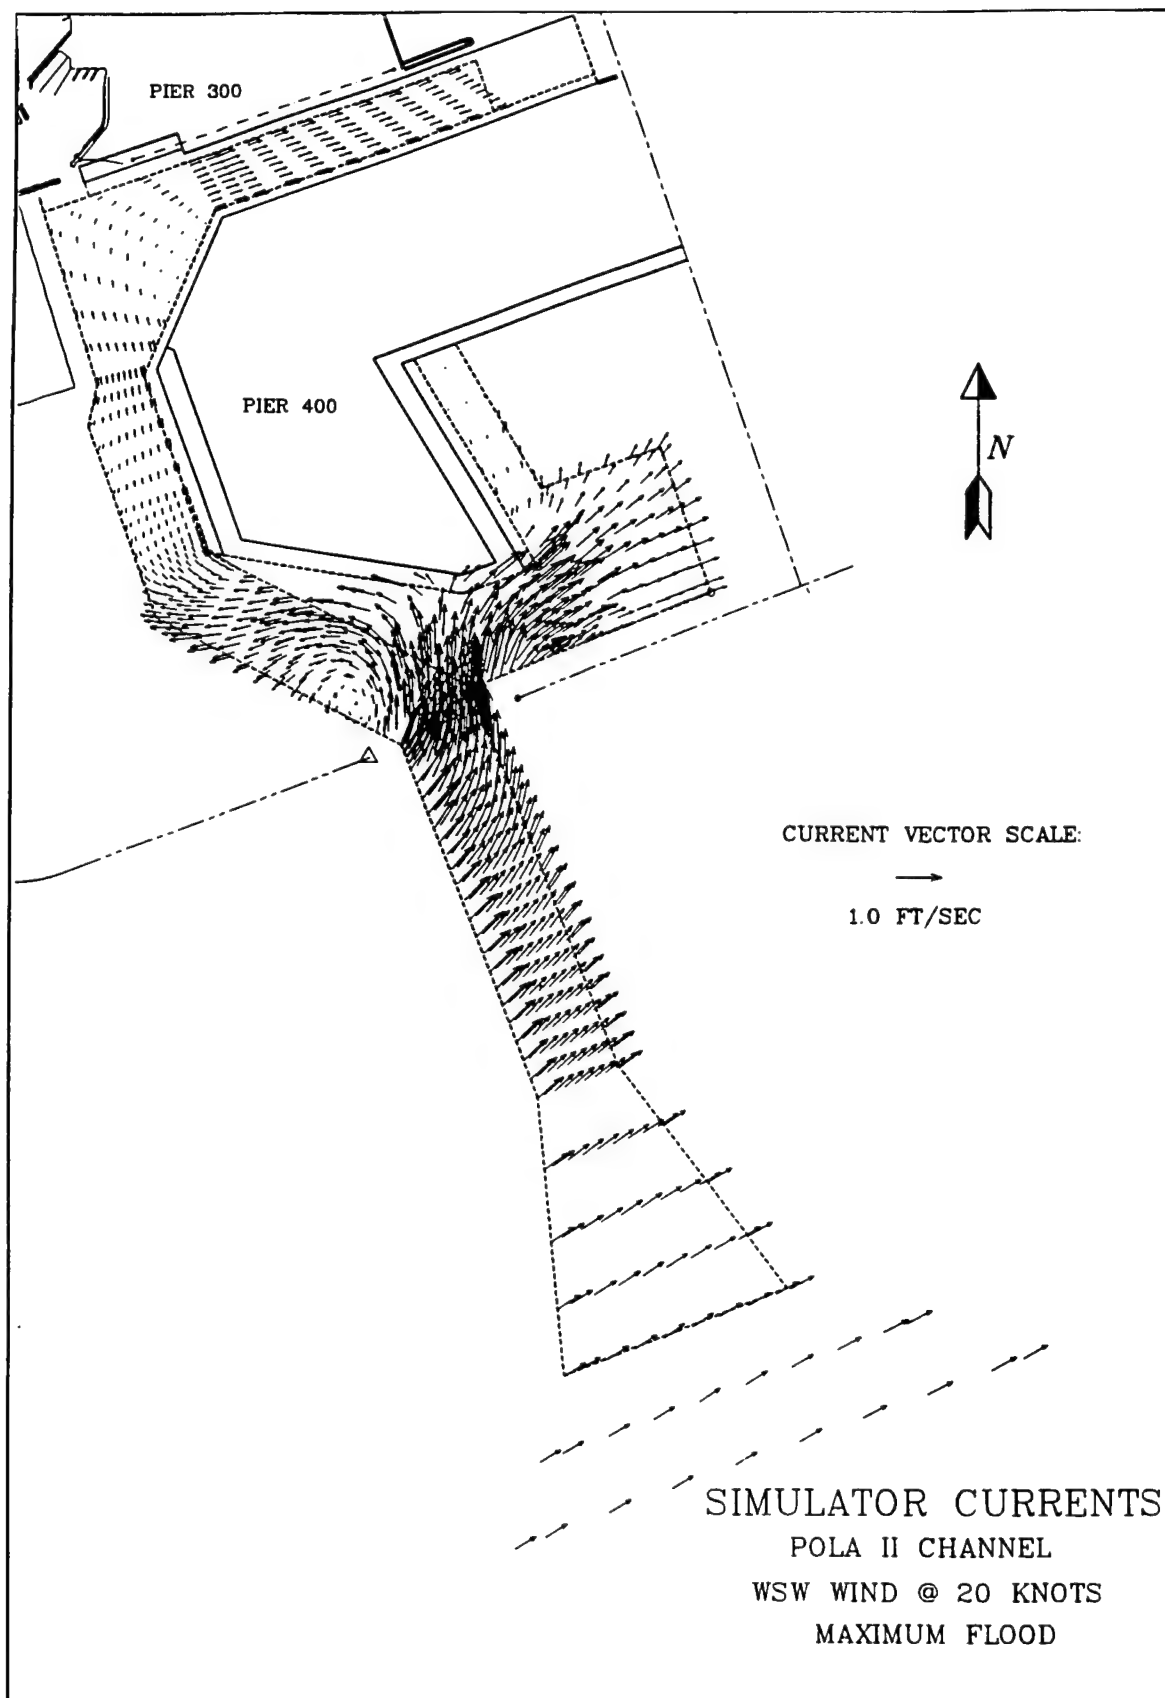 PIER 300
PIER 400
N
CURRENT VECTOR SCALE:
1.0 FT/SEC
SIMULATOR CURRENTS
POLA II CHANNEL
WSW WIND @ 20 KNOTS
MAXIMUM FLOOD